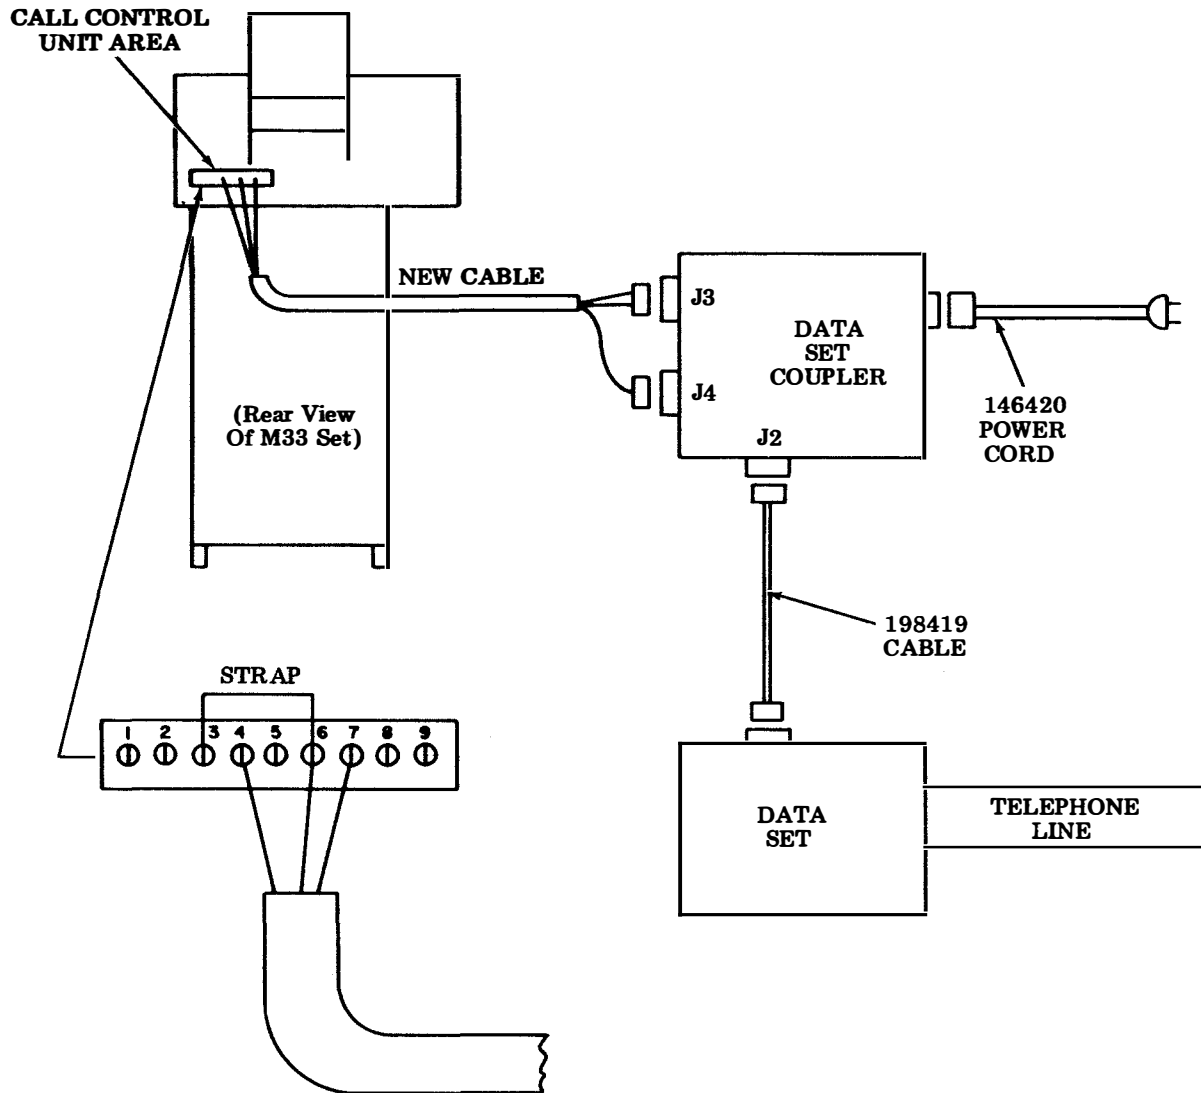 CALL CONTROL
UNIT AREA
NEW CABLE
J3
DATA
SET
COUPLER
J4
(Rear View
Of M33 Set)
146420
POWER
CORD
J2
198419
CABLE
STRAP
1 2 3 4 5 6 7 8 9
DATA
SET
TELEPHONE
LINE